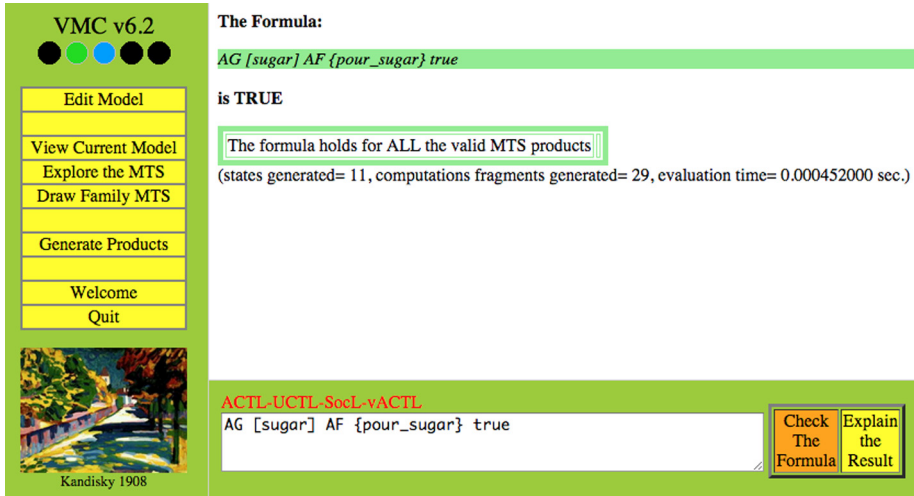 VMC v6.2
Edit Model
View Current Model
Explore the MTS
Draw Family MTS
Generate Products
Welcome
Quit
Kandisky 1908
The Formula:
AG [sugar] AF {pour_sugar} true
is TRUE
The formula holds for ALL the valid MTS products
(states generated= 11, computations fragments generated= 29, evaluation time= 0.000452000 sec.)
ACTL-UCTL-SocL-vACTL
AG [sugar] AF {pour_sugar} true
Check
The
Formula
Explain
the
Result